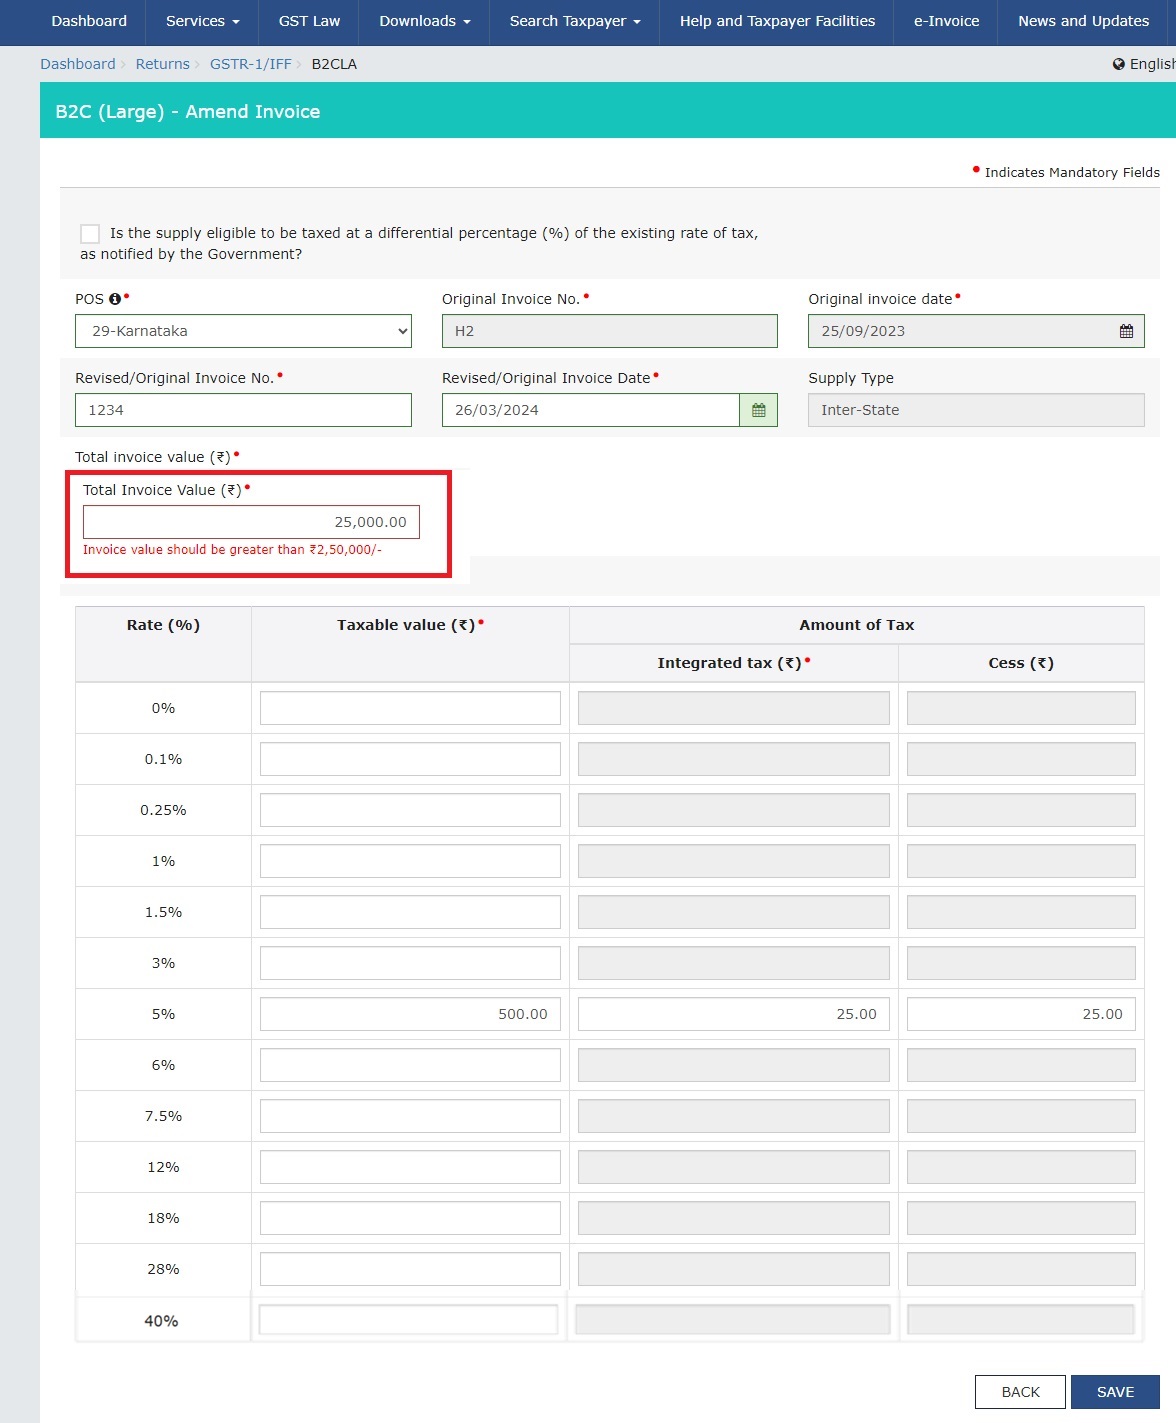 Dashboard Services GST Law Downloads Search Taxpayer Help and Taxpayer Facilities e-Invoice News and Updates
Dashboard › Returns › GSTR-1/IFF › B2CLA English
B2C (Large) - Amend Invoice
• Indicates Mandatory Fields
Is the supply eligible to be taxed at a differential percentage (%) of the existing rate of tax,
as notified by the Government?
POS • Original Invoice No. • Original invoice date •
29-Karnataka H2 25/09/2023
Revised/Original Invoice No. • Revised/Original Invoice Date • Supply Type
1234 26/03/2024 Inter-State
Total invoice value (₹) •
Total Invoice Value (₹) •
25,000.00
Invoice value should be greater than ₹2,50,000/-
Rate (%) Taxable value (₹) • Amount of Tax
Integrated tax (₹) • Cess (₹)
0%
0.1%
0.25%
1%
1.5%
3%
5% 500.00 25.00 25.00
6%
7.5%
12%
18%
28%
40%
BACK SAVE